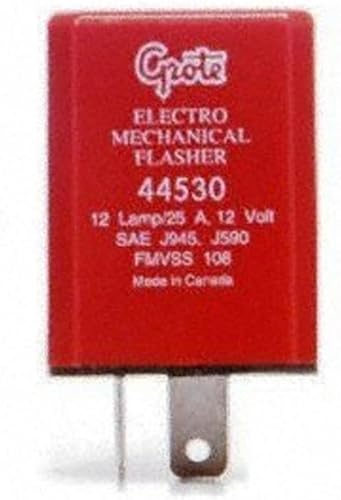 Grote
ELECTRO
MECHANICAL
FLASHER
44530
12 Lamp/25 A, 12 Volt
SAE J945, J590
FMVSS 108
Made in Canada